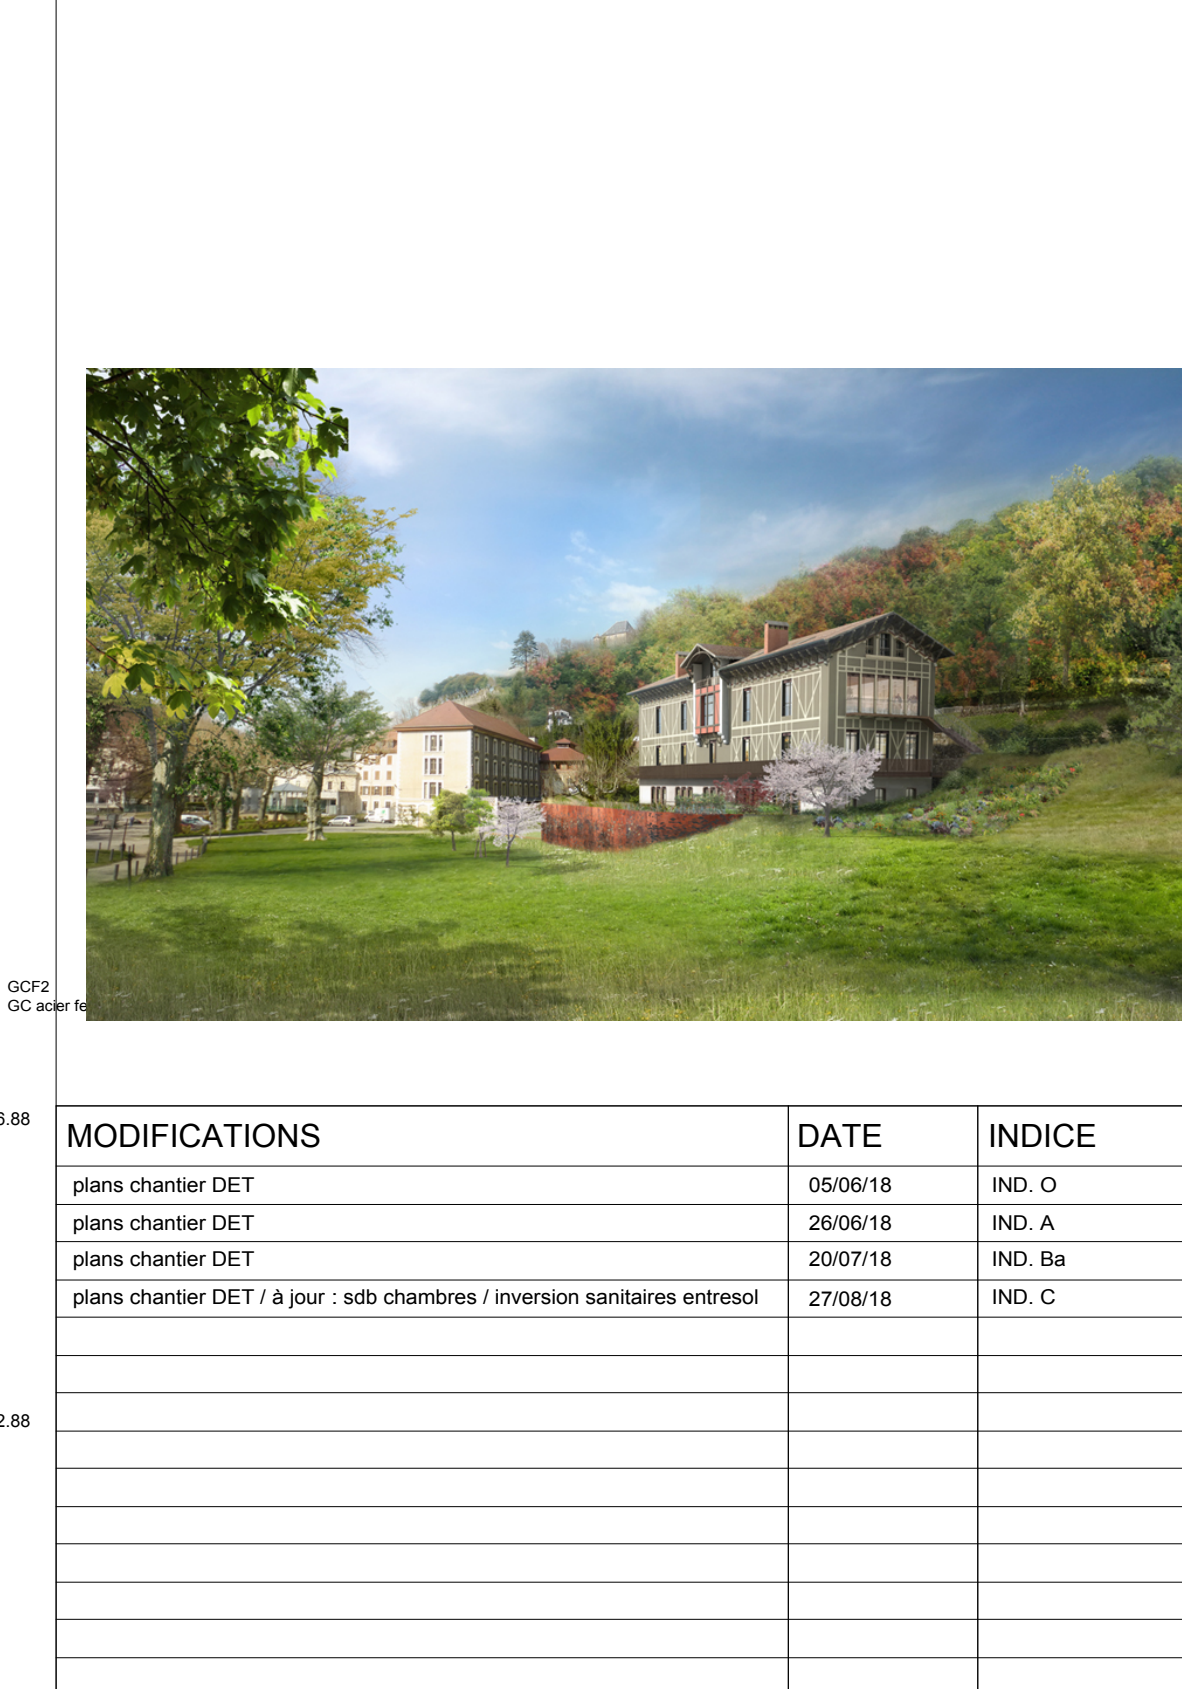 GCF2
GC acier fe
6.88
MODIFICATIONS DATE INDICE
plans chantier DET 05/06/18 IND. O
plans chantier DET 26/06/18 IND. A
plans chantier DET 20/07/18 IND. Ba
plans chantier DET / à jour : sdb chambres / inversion sanitaires entresol 27/08/18 IND. C
2.88